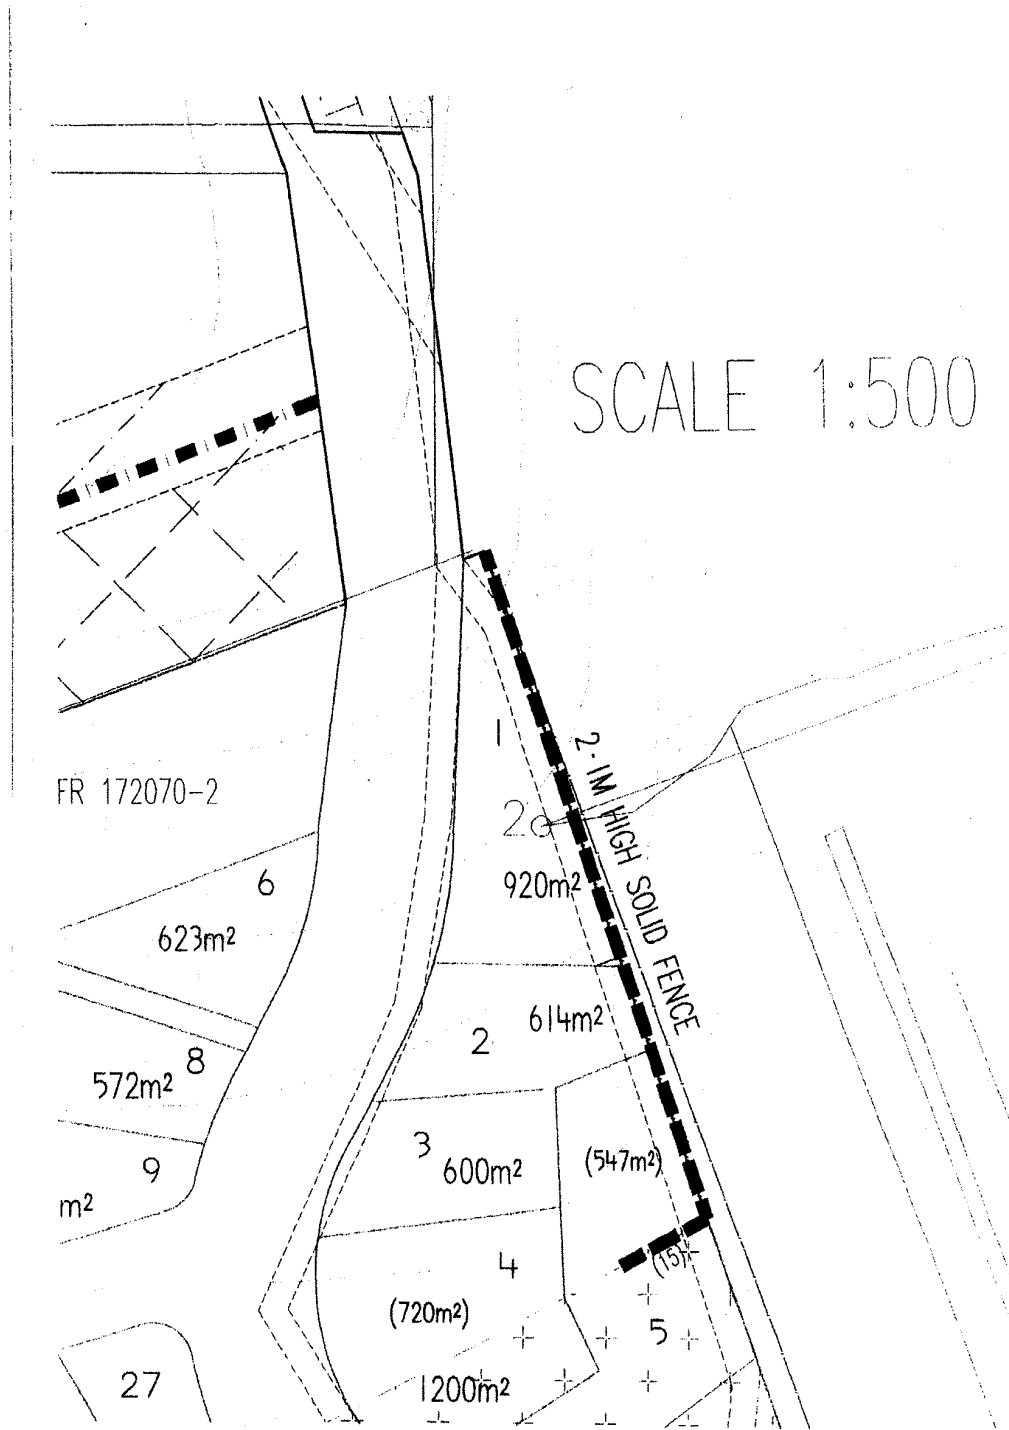 SCALE 1:500
1
2·1M HIGH SOLID FENCE
FR 172070-2
2
6
920m²
623m²
614m²
2
8
572m²
3
(547m²)
9
600m²
m²
(15)
4
(720m²)
5
27
1200m²